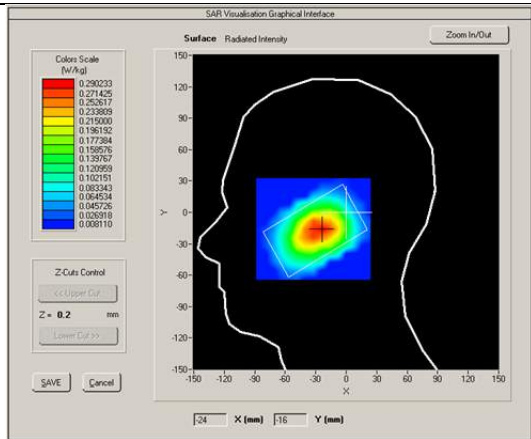 SAR Visualisation Graphical Interface
Surface Radiated Intensity
Zoom In/Out
Colors Scale
(W/kg)
0.290233
0.271425
0.252617
0.233809
0.215000
0.196192
0.177384
0.158576
0.139767
0.120959
0.102151
0.083343
0.064534
0.045726
0.026918
0.008110
Z-Cuts Control
<< Upper Cut
Z = 0.2 mm
Lower Cut >>
SAVE Cancel
150
120
90
60
30
0
-30
-60
-90
-120
-150
Y
-150 -120 -90 -60 -30 0 30 60 90 120 150
X
-24 X (mm) -16 Y (mm)